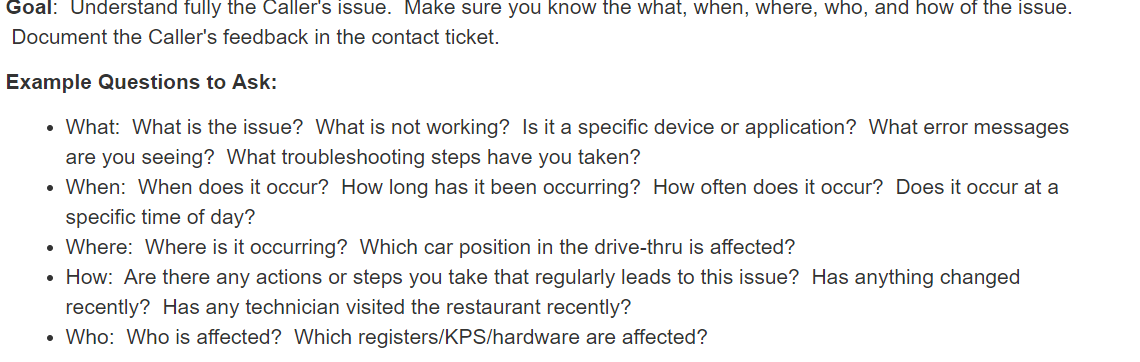 Goal:  Understand fully the Caller's issue.  Make sure you know the what, when, where, who, and how of the issue.
Document the Caller's feedback in the contact ticket.
Example Questions to Ask:
• What:  What is the issue?  What is not working?  Is it a specific device or application?  What error messages
are you seeing?  What troubleshooting steps have you taken?
• When:  When does it occur?  How long has it been occurring?  How often does it occur?  Does it occur at a
specific time of day?
• Where:  Where is it occurring?  Which car position in the drive-thru is affected?
• How:  Are there any actions or steps you take that regularly leads to this issue?  Has anything changed
recently?  Has any technician visited the restaurant recently?
• Who:  Who is affected?  Which registers/KPS/hardware are affected?